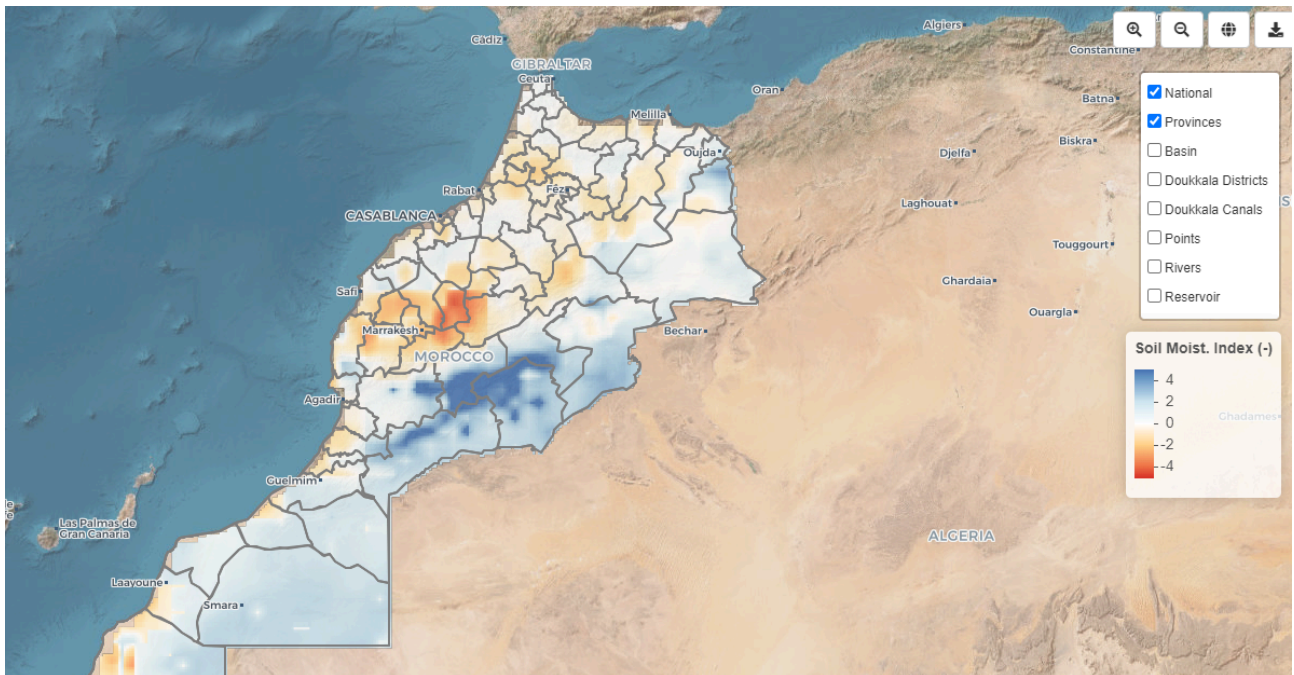 Algiers
Cádiz
Constantine
GIBRALTAR
Ceuta
Oran
National
Batna
Melilla
Provinces
Biskra
Oujda
Djelfa
Basin
Rabat
Fēz
Doukkala Districts
Laghouat
S
CASABLANCA
Doukkala Canals
Touggourt
Points
Rivers
Ghardaia
Safi
Reservoir
Ouargla
Marrakesh
Bechar
MOROCCO
Soil Moist. Index (-)
4
2
Agadir
0
Ghadames
-2
-4
Guelmim
Las Palmas de
Gran Canaria
ALGERIA
Laayoune
Smara